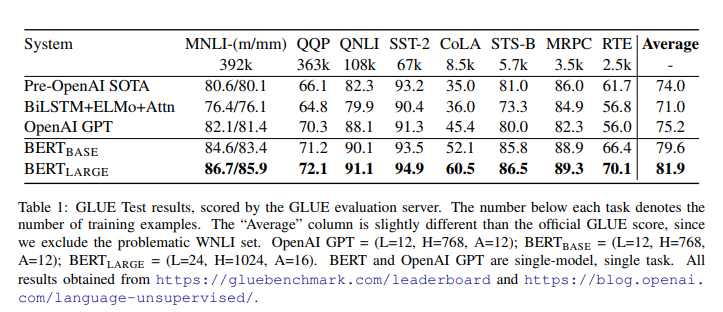 System MNLI-(m/mm) QQP QNLI SST-2 CoLA STS-B MRPC RTE Average
392k 363k 108k 67k 8.5k 5.7k 3.5k 2.5k -
Pre-OpenAI SOTA 80.6/80.1 66.1 82.3 93.2 35.0 81.0 86.0 61.7 74.0
BiLSTM+ELMo+Attn 76.4/76.1 64.8 79.9 90.4 36.0 73.3 84.9 56.8 71.0
OpenAI GPT 82.1/81.4 70.3 88.1 91.3 45.4 80.0 82.3 56.0 75.2
BERTBASE 84.6/83.4 71.2 90.1 93.5 52.1 85.8 88.9 66.4 79.6
BERTLARGE 86.7/85.9 72.1 91.1 94.9 60.5 86.5 89.3 70.1 81.9
Table 1: GLUE Test results, scored by the GLUE evaluation server. The number below each task denotes the
number of training examples. The “Average” column is slightly different than the official GLUE score, since
we exclude the problematic WNLI set. OpenAI GPT = (L=12, H=768, A=12); BERTBASE = (L=12, H=768,
A=12); BERTLARGE = (L=24, H=1024, A=16). BERT and OpenAI GPT are single-model, single task. All
results obtained from https://gluebenchmark.com/leaderboard and https://blog.openai.
com/language-unsupervised/.